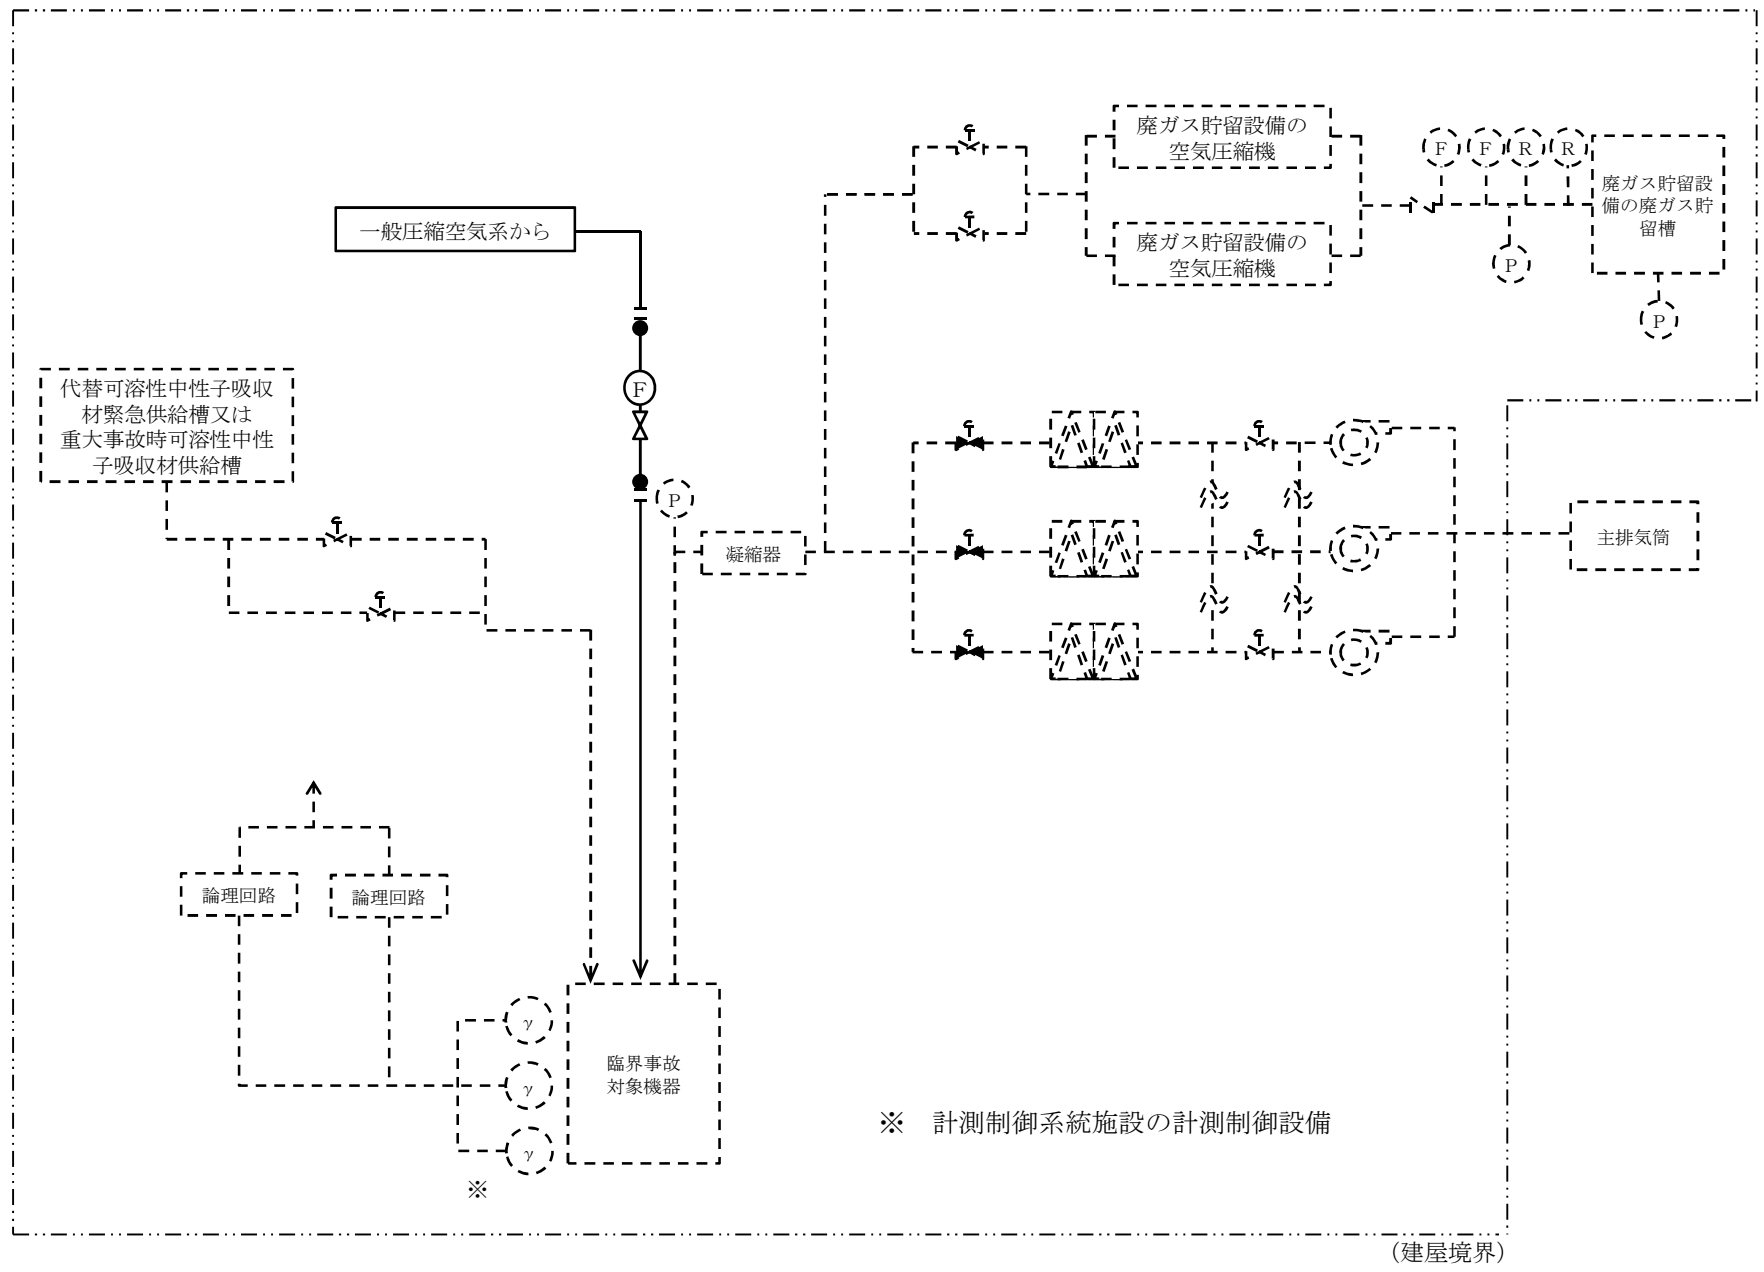 廃ガス貯留設備の
空気圧縮機
廃ガス貯留設備の
空気圧縮機
F
F
R
R
P
廃ガス貯留設
備の廃ガス貯
留槽
P
一般圧縮空気系から
F
P
代替可溶性中性子吸収
材緊急供給槽又は
重大事故時可溶性中性
子吸収材供給槽
凝縮器
主排気筒
論理回路
論理回路
γ
γ
γ
※
臨界事故
対象機器
※ 計測制御系統施設の計測制御設備
(建屋境界)